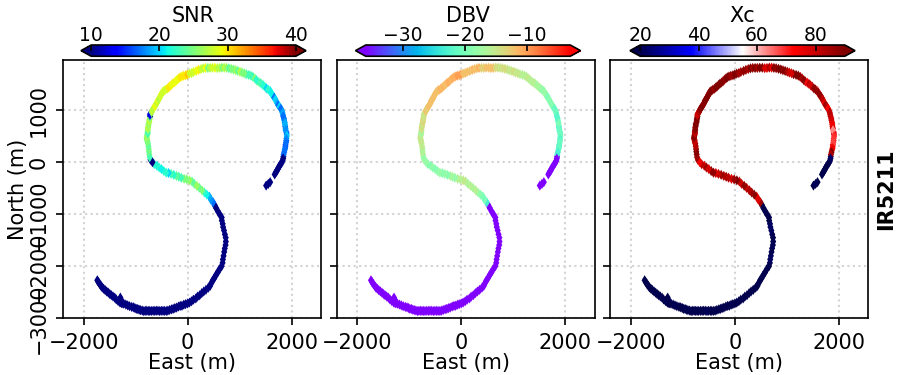 SNR DBV Xc
10 20 30 40 −30 −20 −10 20 40 60 80
North (m)
1000
0
−1000
−2000
−3000
−2000 0 2000 −2000 0 2000 −2000 0 2000
East (m) East (m) East (m)
IR5211